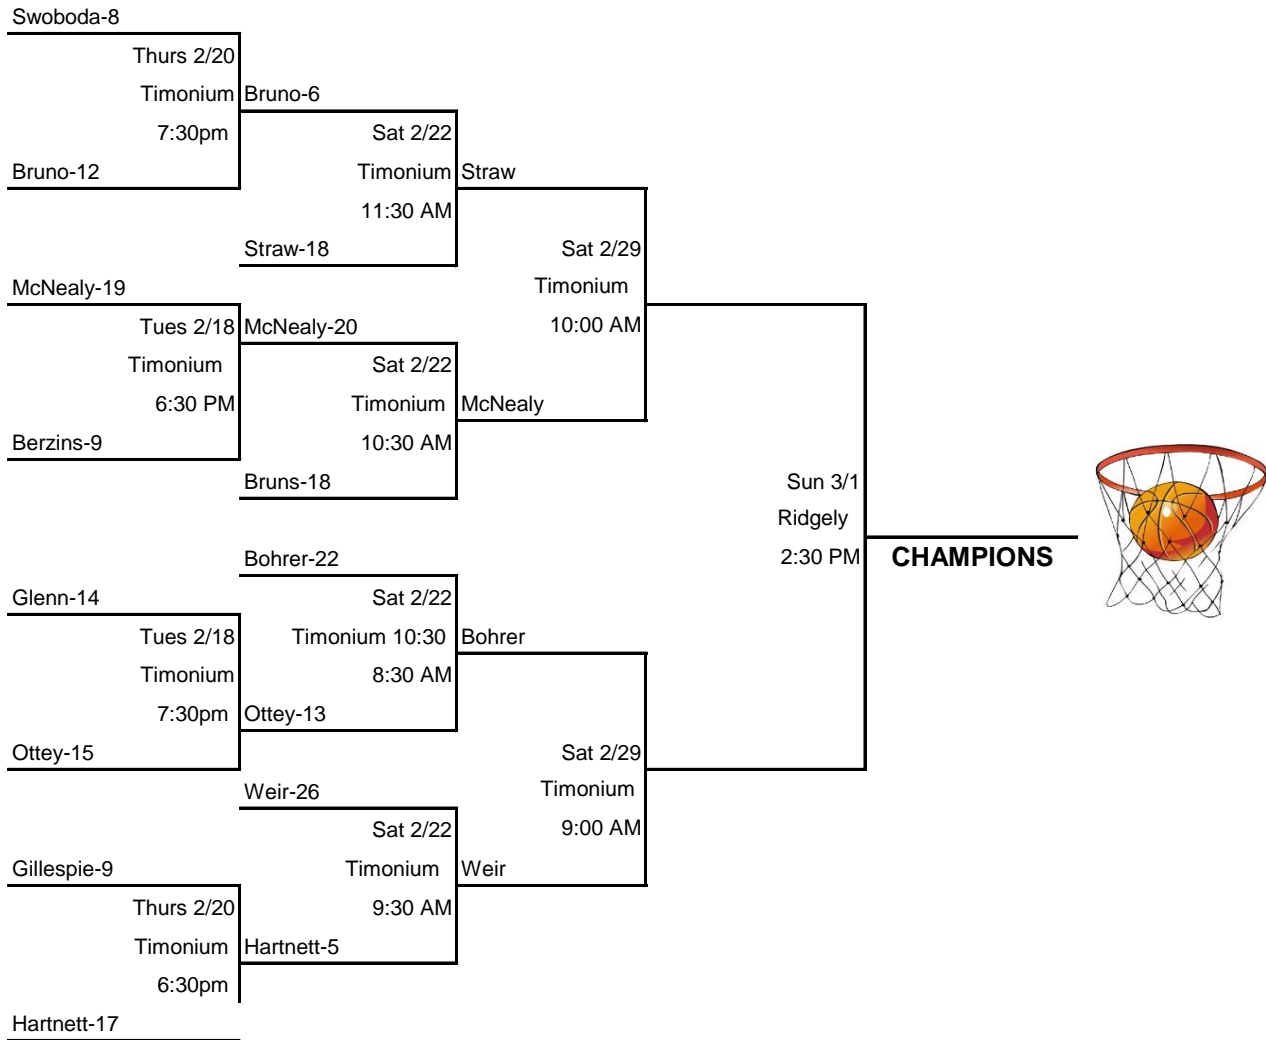 Swoboda-8
Thurs 2/20
Timonium
Bruno-6
7:30pm
Sat 2/22
Bruno-12
Timonium
Straw
11:30 AM
Straw-18
Sat 2/29
McNealy-19
Timonium
Tues 2/18
McNealy-20
10:00 AM
Timonium
Sat 2/22
6:30 PM
Timonium
McNealy
Berzins-9
10:30 AM
Bruns-18
Sun 3/1
Ridgely
2:30 PM
CHAMPIONS
Bohrer-22
Glenn-14
Sat 2/22
Tues 2/18
Timonium 10:30
Bohrer
Timonium
8:30 AM
7:30pm
Ottey-13
Ottey-15
Sat 2/29
Weir-26
Timonium
Sat 2/22
9:00 AM
Gillespie-9
Timonium
Weir
Thurs 2/20
9:30 AM
Timonium
Hartnett-5
6:30pm
Hartnett-17